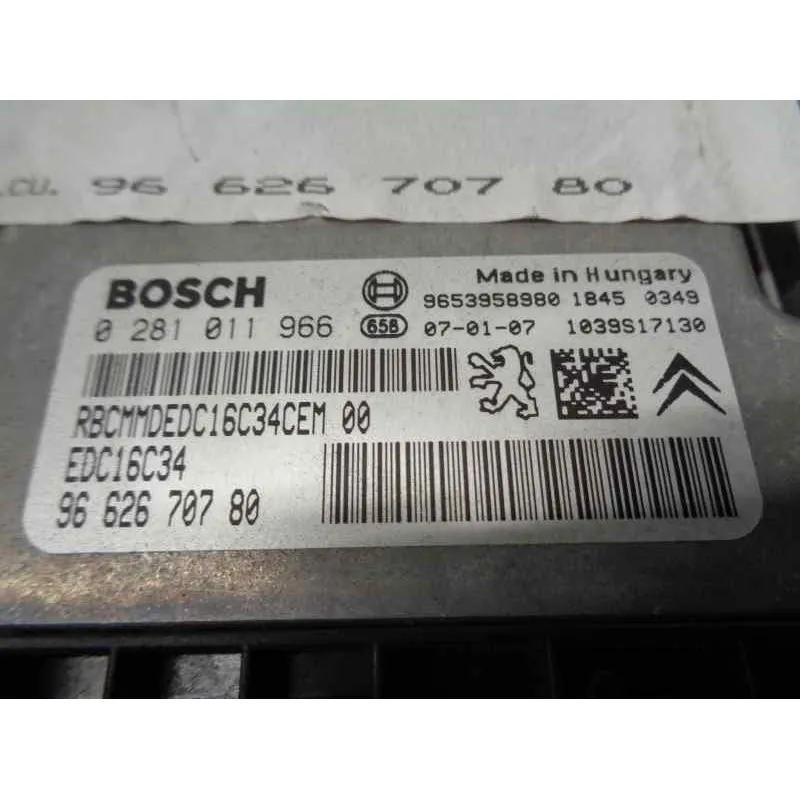 .CU. 96 626 707 80
BOSCH
Made in Hungary
9653958980 1845 0349
0 281 011 966 658 07-01-07 1039S17130
RBCMMDEDC16C34CEM 00
EDC16C34
96 626 707 80